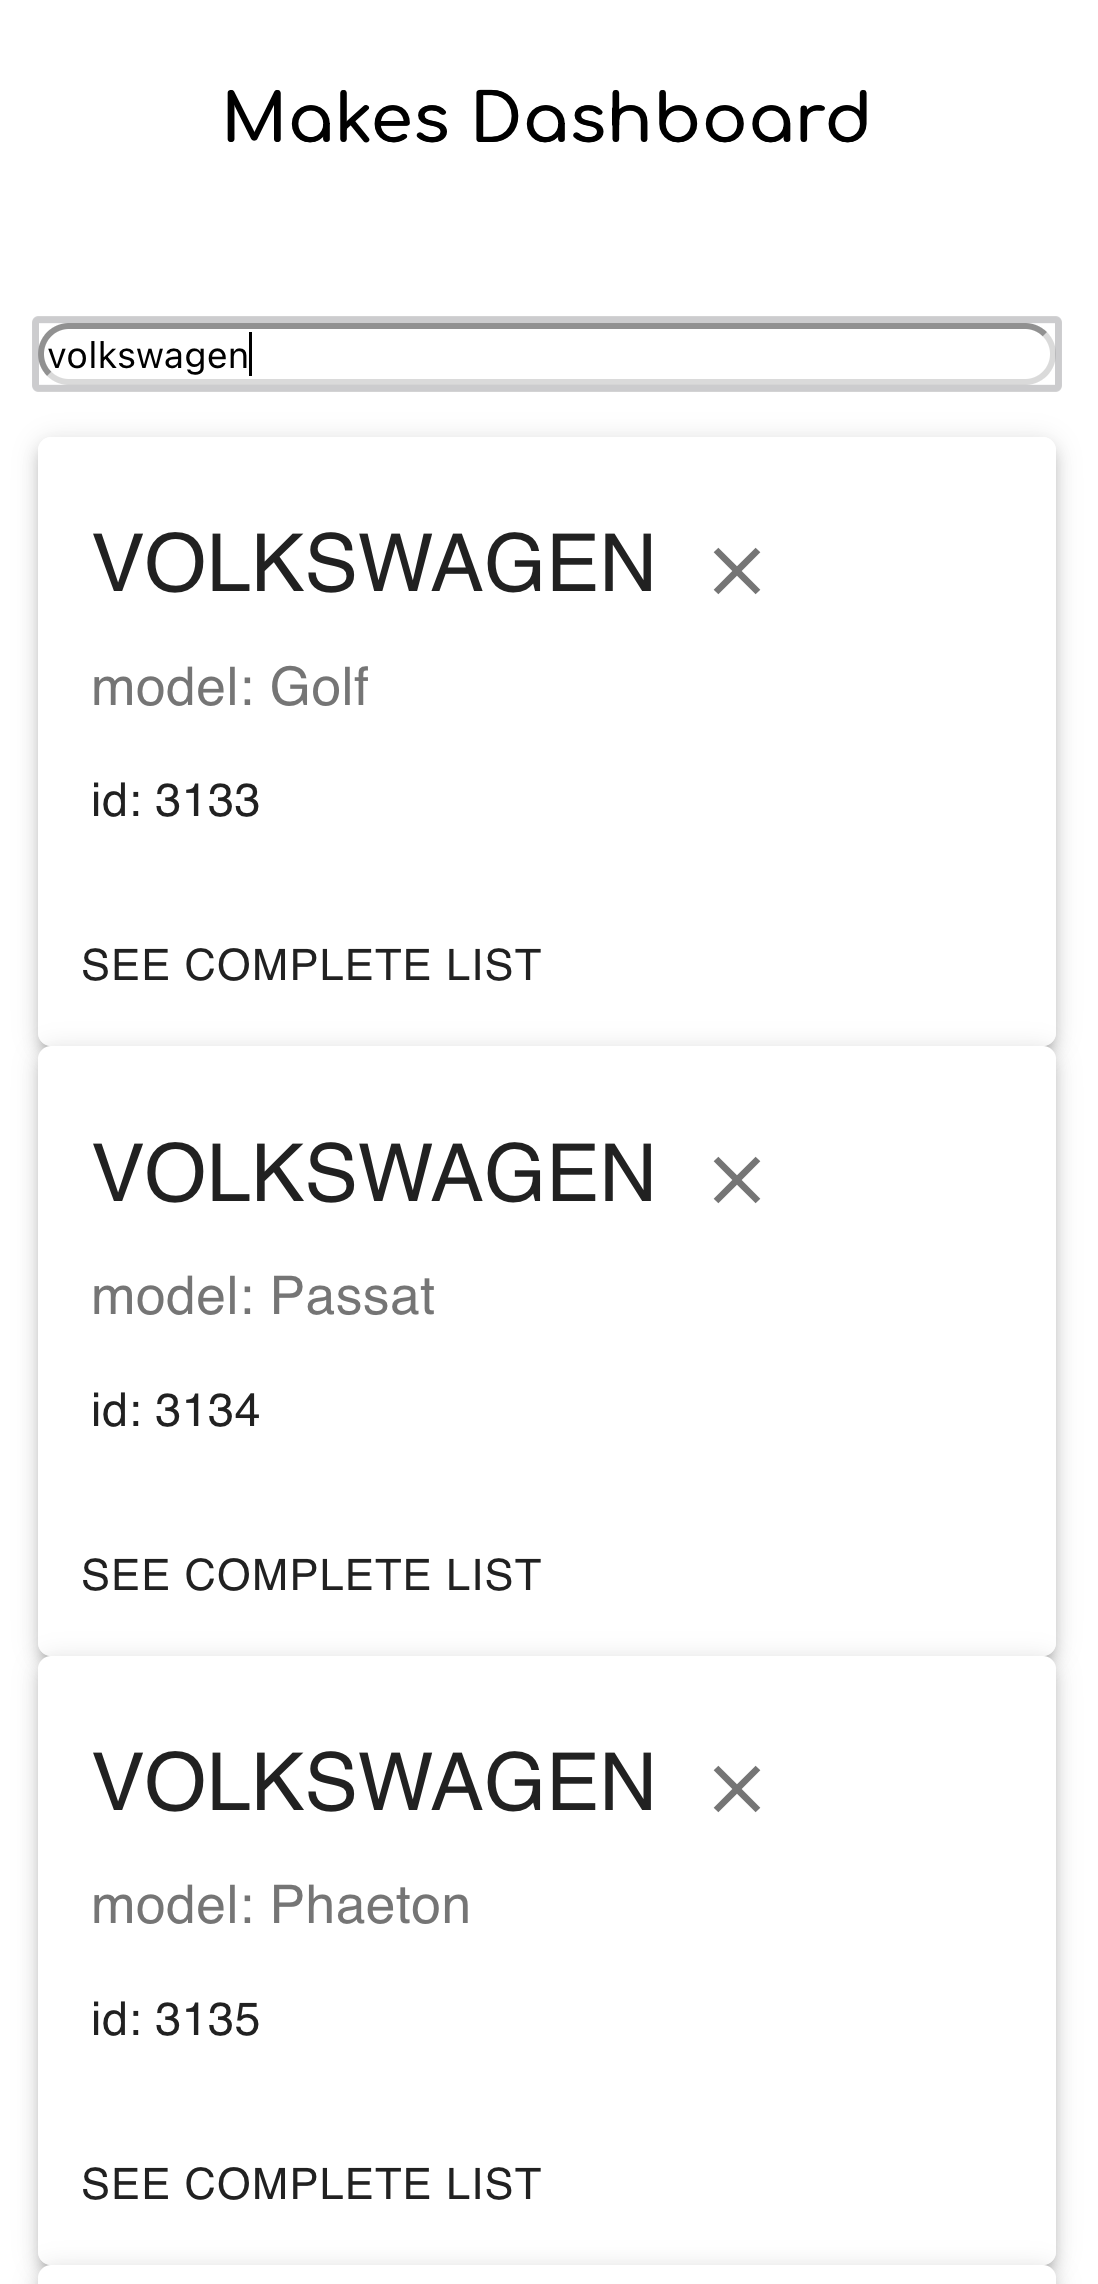 Makes Dashboard
volkswagen
VOLKSWAGEN
model: Golf
id: 3133
SEE COMPLETE LIST
VOLKSWAGEN
model: Passat
id: 3134
SEE COMPLETE LIST
VOLKSWAGEN
model: Phaeton
id: 3135
SEE COMPLETE LIST